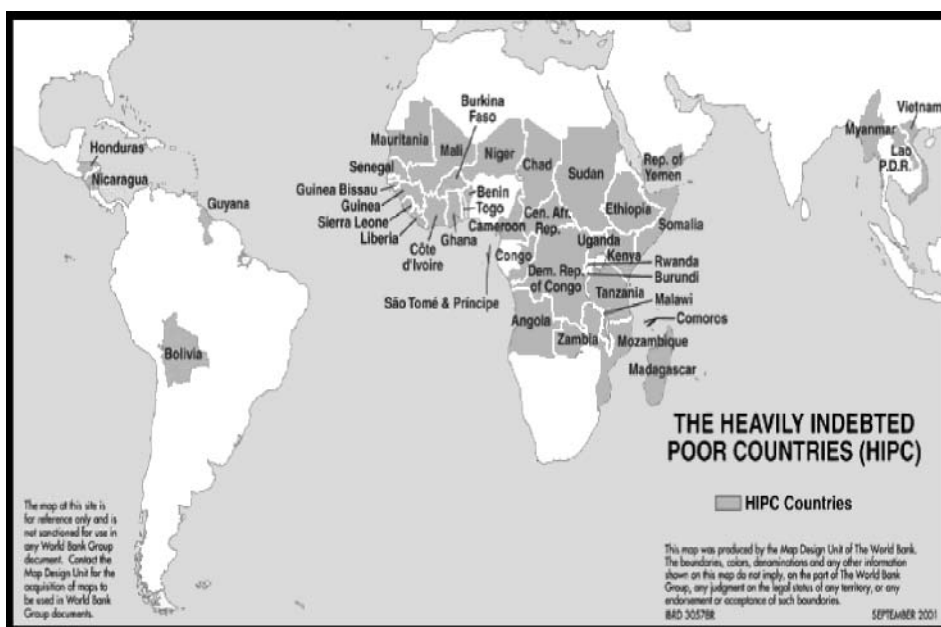 Burkina
Faso
Vietnam
Myanmar
Mauritania
Honduras
Mali
Niger
Lao
P.D.R.
Chad
Rep. of
Yemen
Senegal
Sudan
Nicaragua
Guinea Bissau
Benin
Guyana
Guinea
Togo
Ethiopia
Sierra Leone
Cen. Afr.
Rep.
Cameroon
Somalia
Liberia
Ghana
Uganda
Côte
d'Ivoire
Congo
Kenya
Rwanda
Dem. Rep.
of Congo
Burundi
São Tomé & Príncipe
Tanzania
Malawi
Angola
Comoros
Zambia
Mozambique
Bolivia
Madagascar
THE HEAVILY INDEBTED
POOR COUNTRIES (HIPC)
HIPC Countries
The map at this site is
for reference only and is
not sanctioned for use in
any World Bank Group
document. Contact the
Map Design Unit for the
acquisition of maps to
be used in World Bank
Group documents.
This map was produced by the Map Design Unit of The World Bank.
The boundaries, colors, denominations and any other information
shown on this map do not imply, on the part of The World Bank
Group, any judgment on the legal status of any territory, or any
endorsement or acceptance of such boundaries.
IBRD 30578R SEPTEMBER 2001